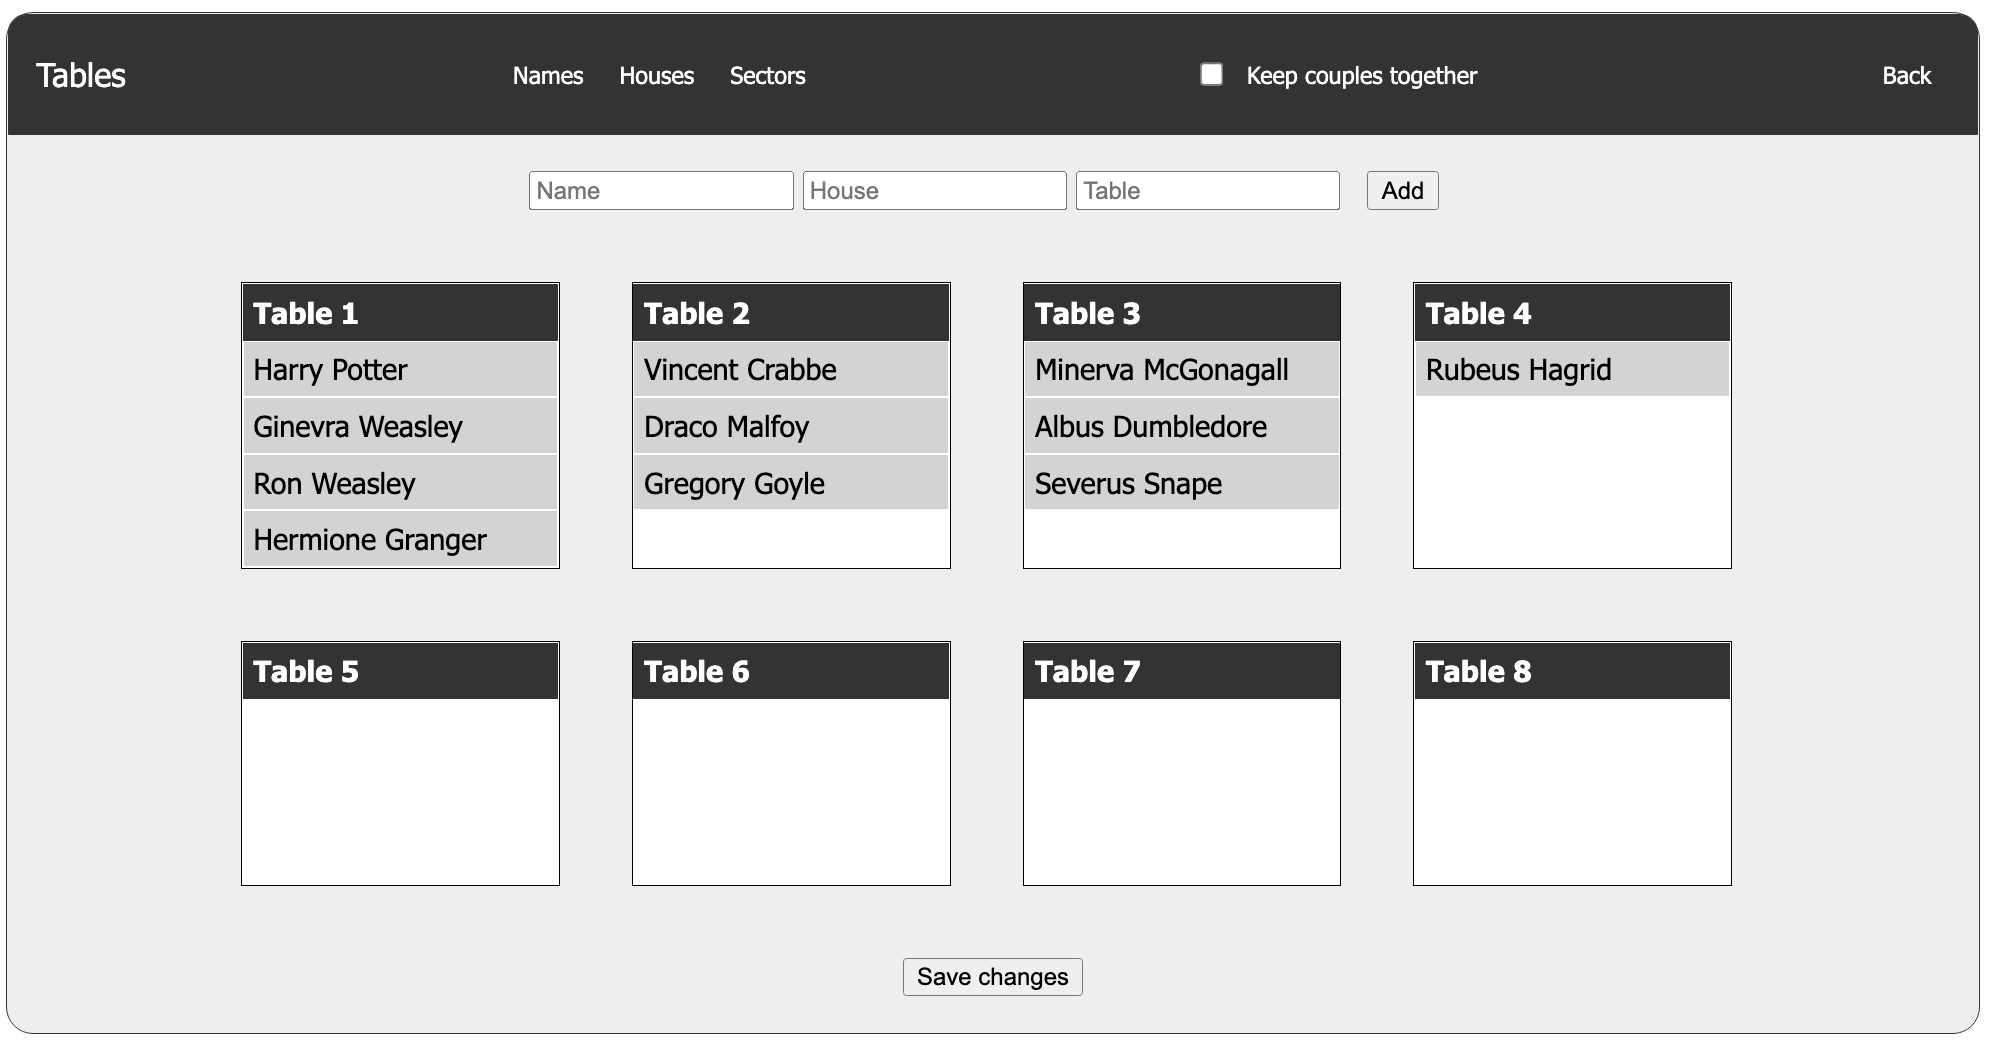 Tables Names Houses Sectors Keep couples together Back
Name House Table Add
Table 1
Harry Potter
Ginevra Weasley
Ron Weasley
Hermione Granger
Table 2
Vincent Crabbe
Draco Malfoy
Gregory Goyle
Table 3
Minerva McGonagall
Albus Dumbledore
Severus Snape
Table 4
Rubeus Hagrid
Table 5
Table 6
Table 7
Table 8
Save changes